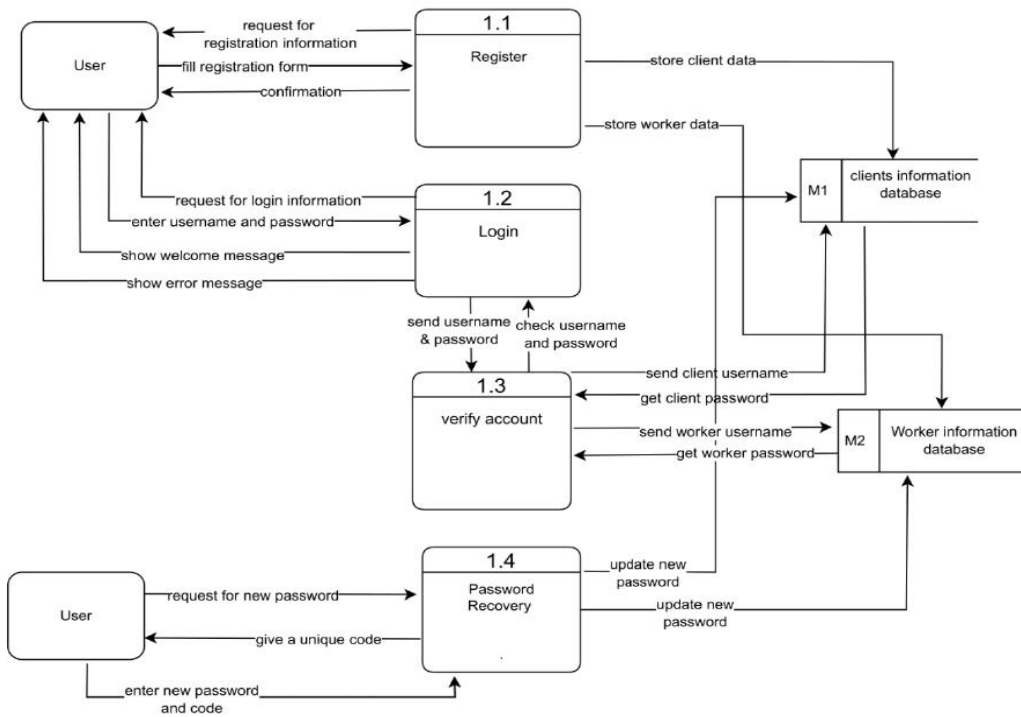 1.1
request for
registration information
Register
User
fill registration form
store client data
confirmation
store worker data
M1
clients information
database
request for login information
1.2
enter username and password
Login
show welcome message
show error message
send username
& password
check username
and password
1.3
send client username
verify account
get client password
send worker username
M2
Worker information
database
get worker password
1.4
update new
password
Password
Recovery
request for new password
update new
password
User
give a unique code
enter new password
and code